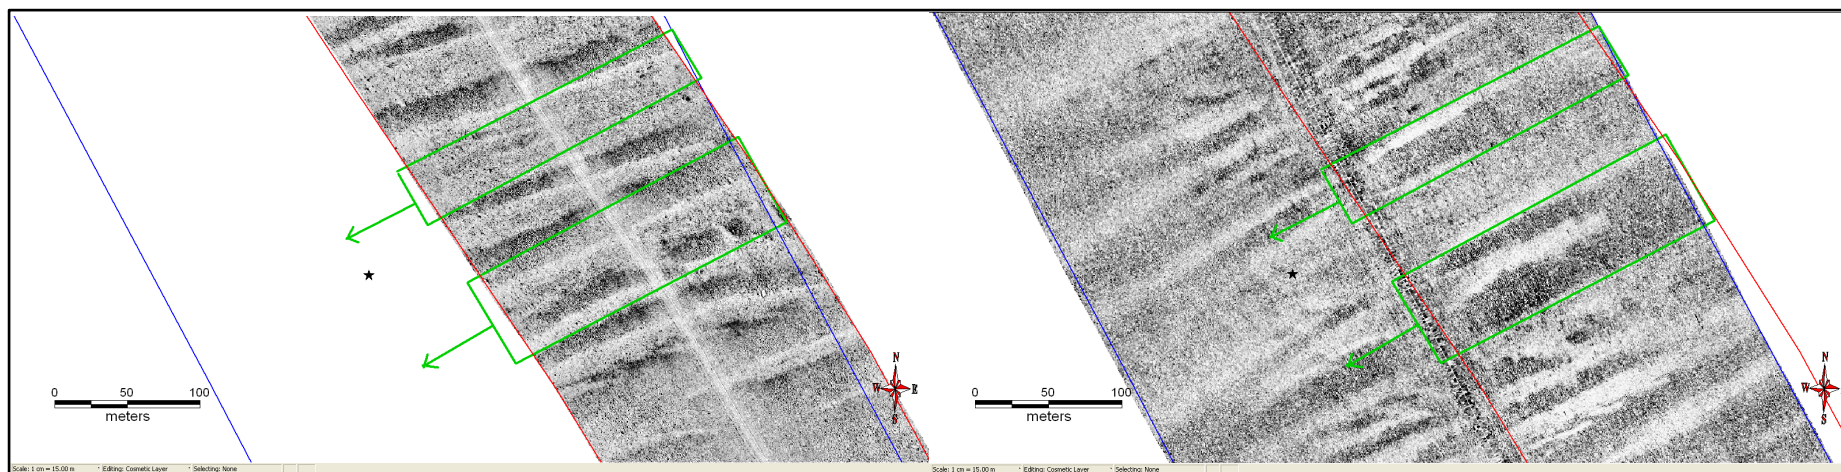 N
W E
S
0 50 100
meters
N
W
S
0 50 100
meters
Scale: 1 cm = 15.00 m Editing: Cosmetic Layer Selecting: None
Scale: 1 cm = 15.00 m Editing: Cosmetic Layer Selecting: None